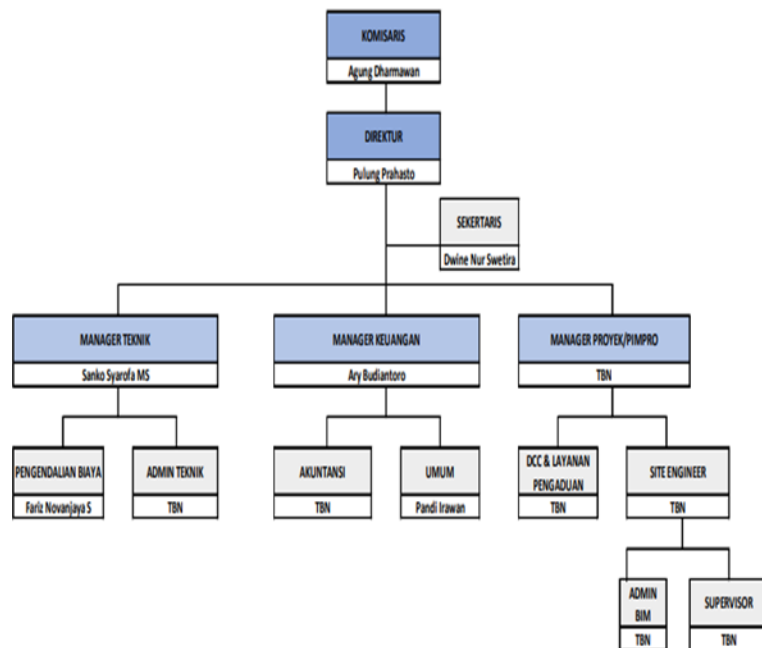 KOMISARIS
Agung Dharmawan
DIREKTUR
Pulung Prahasto
SEKERTARIS
Dwine Nur Swetira
MANAGER TEKNIK
Sanko Syarofa MS
MANAGER KEUANGAN
Ary Budiantoro
MANAGER PROYEK/PIMPRO
TBN
PENGENDALIAN BIAYA
Fariz Novanjaya S
ADMIN TEKNIK
TBN
AKUNTANSI
TBN
UMUM
Pandi Irawan
DCC & LAYANAN
PENGADUAN
TBN
SITE ENGINEER
TBN
ADMIN
BIM
TBN
SUPERVISOR
TBN